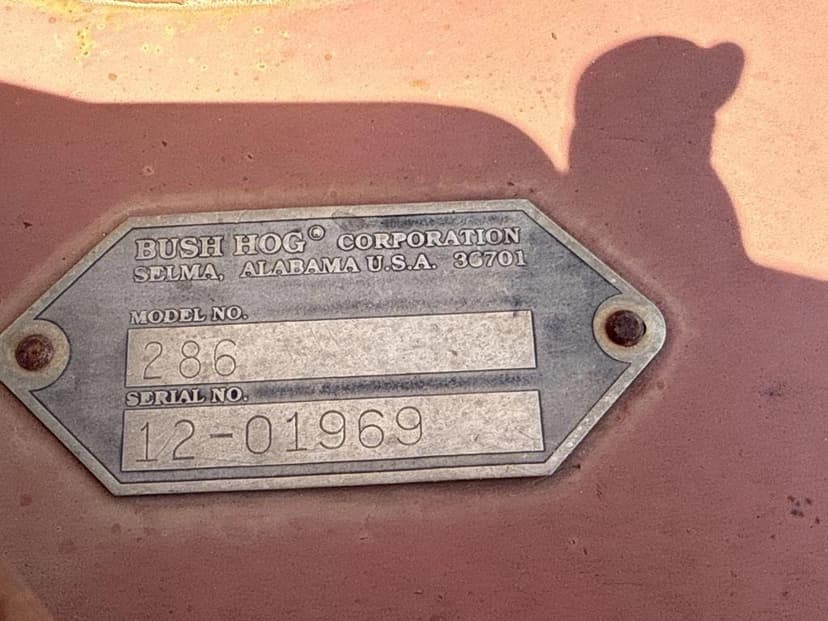 BUSH HOG® CORPORATION
SELMA, ALABAMA U.S.A. 36701
MODEL NO.
286
SERIAL NO.
12-01969